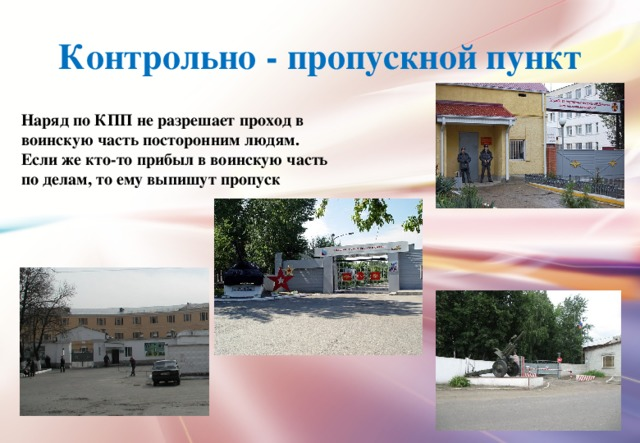 Контрольно - пропускной пункт
Наряд по КПП не разрешает проход в
воинскую часть посторонним людям.
Если же кто-то прибыл в воинскую часть
по делам, то ему выпишут пропуск